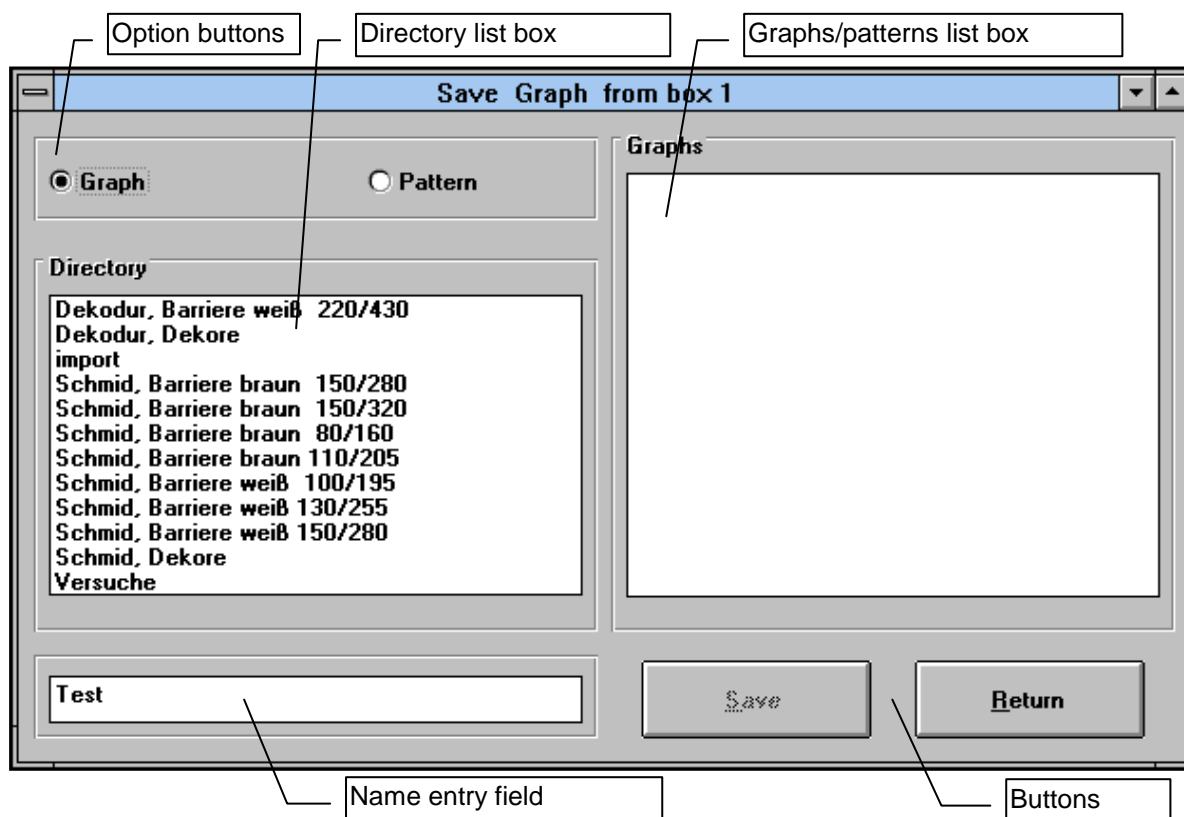 Option buttons
Directory list box
Graphs/patterns list box
Save Graph from box 1
Graph
Pattern
Graphs
Directory
Dekodur, Barriere weiß 220/430
Dekodur, Dekore
import
Schmid, Barriere braun 150/280
Schmid, Barriere braun 150/320
Schmid, Barriere braun 80/160
Schmid, Barriere braun 110/205
Schmid, Barriere weiß 100/195
Schmid, Barriere weiß 130/255
Schmid, Barriere weiß 150/280
Schmid, Dekore
Versuche
Test
Save
Return
Name entry field
Buttons